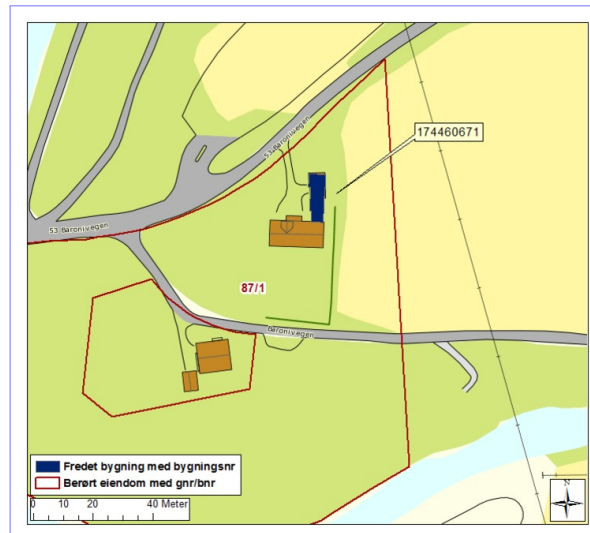 174460671
53 Baronivegen
53 Baronivegen
87/1
Baronivegen
Fredet bygning med bygningsnr
Berørt eiendom med gnr/bnr
0 10 20 40 Meter
N